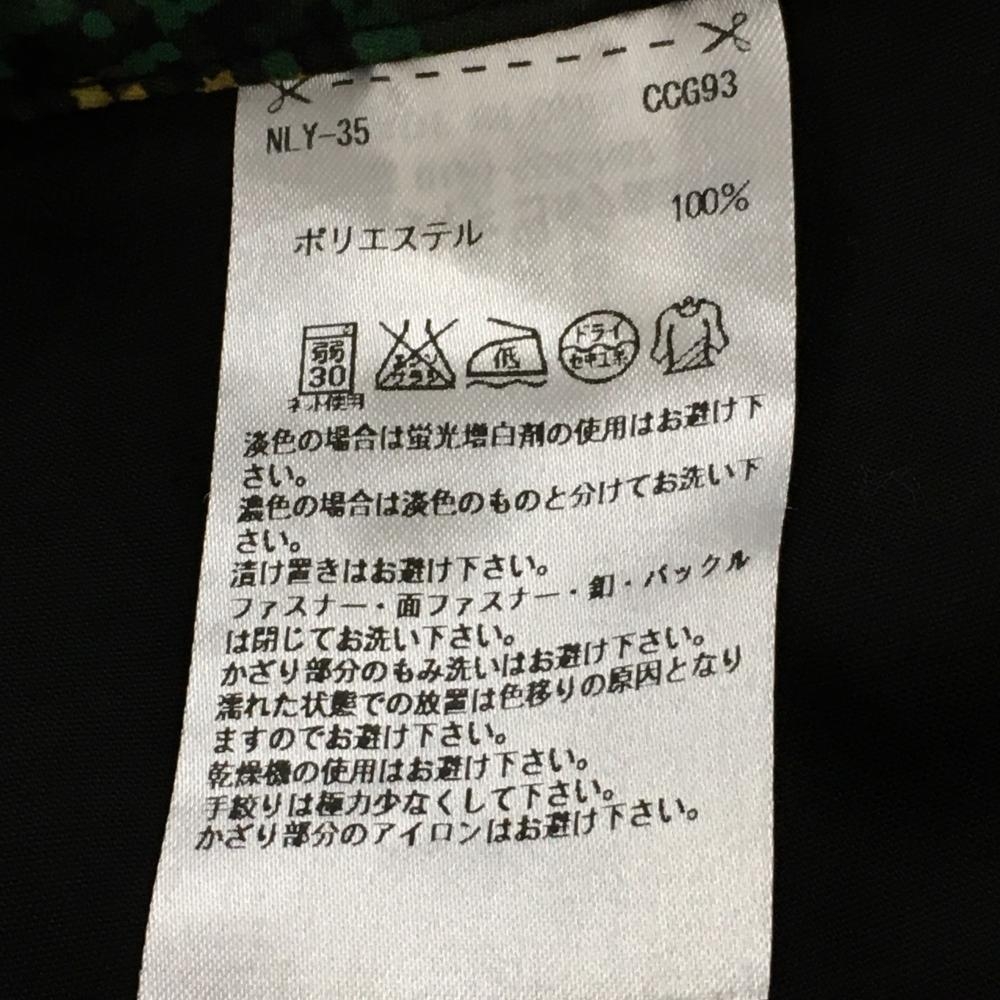 CCG93
NLY-35
ポリエステル 100%
弱
30
ネット使用
エンソ
サラシ
低
ドライ
セキユ系
淡色の場合は蛍光増白剤の使用はお避け下
さい。
濃色の場合は淡色のものと分けてお洗い下
さい。
漬け置きはお避け下さい。
ファスナー・面ファスナー・釦・バックル
は閉じてお洗い下さい。
かざり部分のもみ洗いはお避け下さい。
濡れた状態での放置は色移りの原因となり
ますのでお避け下さい。
乾燥機の使用はお避け下さい。
手絞りは極力少なくして下さい。
かざり部分のアイロンはお避け下さい。